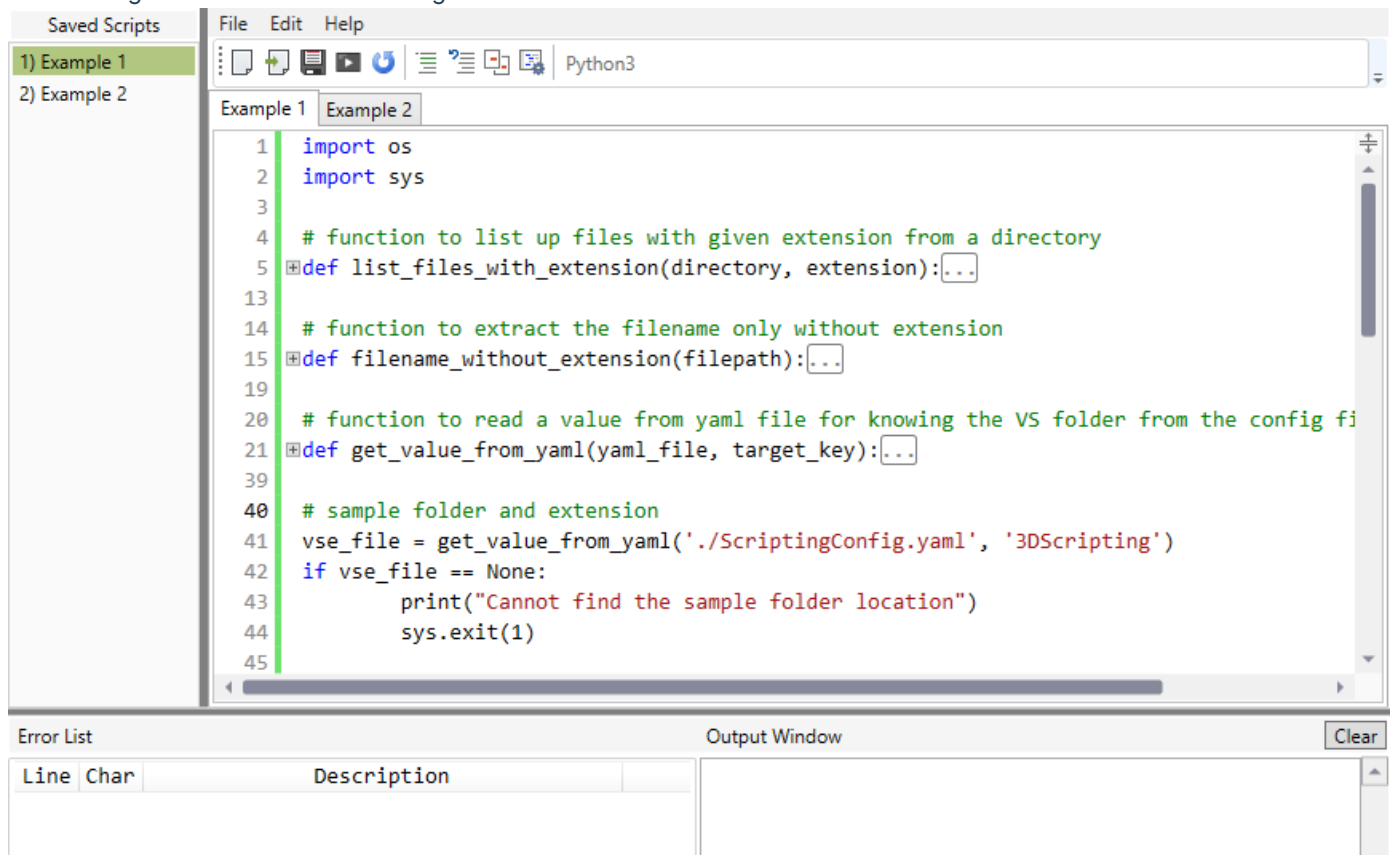 Saved Scripts
1) Example 1
2) Example 2
File Edit Help
Python3
Example 1 Example 2
1 import os
2 import sys
3
4 # function to list up files with given extension from a directory
5 def list_files_with_extension(directory, extension):...
13
14 # function to extract the filename only without extension
15 def filename_without_extension(filepath):...
19
20 # function to read a value from yaml file for knowing the VS folder from the config fi
21 def get_value_from_yaml(yaml_file, target_key):...
39
40 # sample folder and extension
41 vse_file = get_value_from_yaml('./ScriptingConfig.yaml', '3DScripting')
42 if vse_file == None:
43 print("Cannot find the sample folder location")
44 sys.exit(1)
45
Error List
Line Char Description
Output Window
Clear